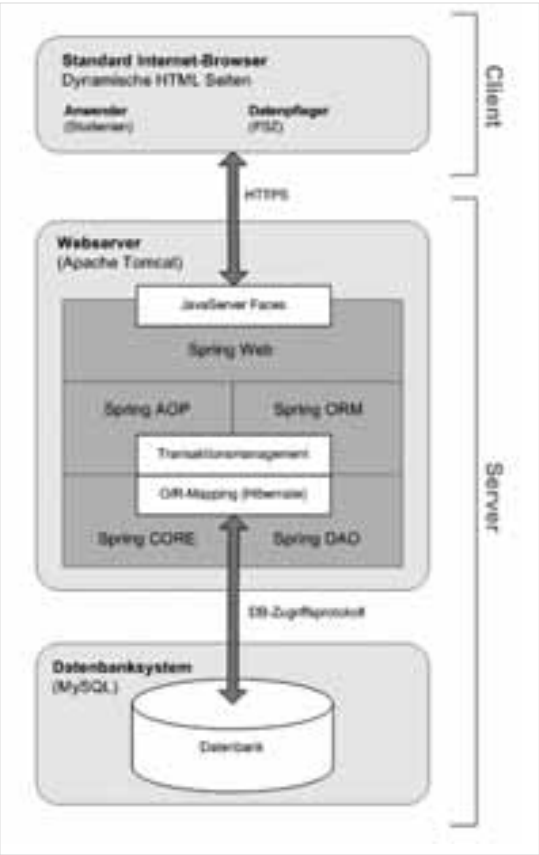 Standard Internet-Browser
Dynamische HTML Seiten
Anwender
(Studenten)
Datenpfleger
(FSZ)
Client
HTTPS
Webserver
(Apache Tomcat)
JavaServer Faces
Spring Web
Spring AOP
Spring ORM
Transaktionsmanagement
O/R-Mapping (Hibernate)
Spring CORE
Spring DAO
Server
DB-Zugriffsprotokoll
Datenbanksystem
(MySQL)
Datenbank